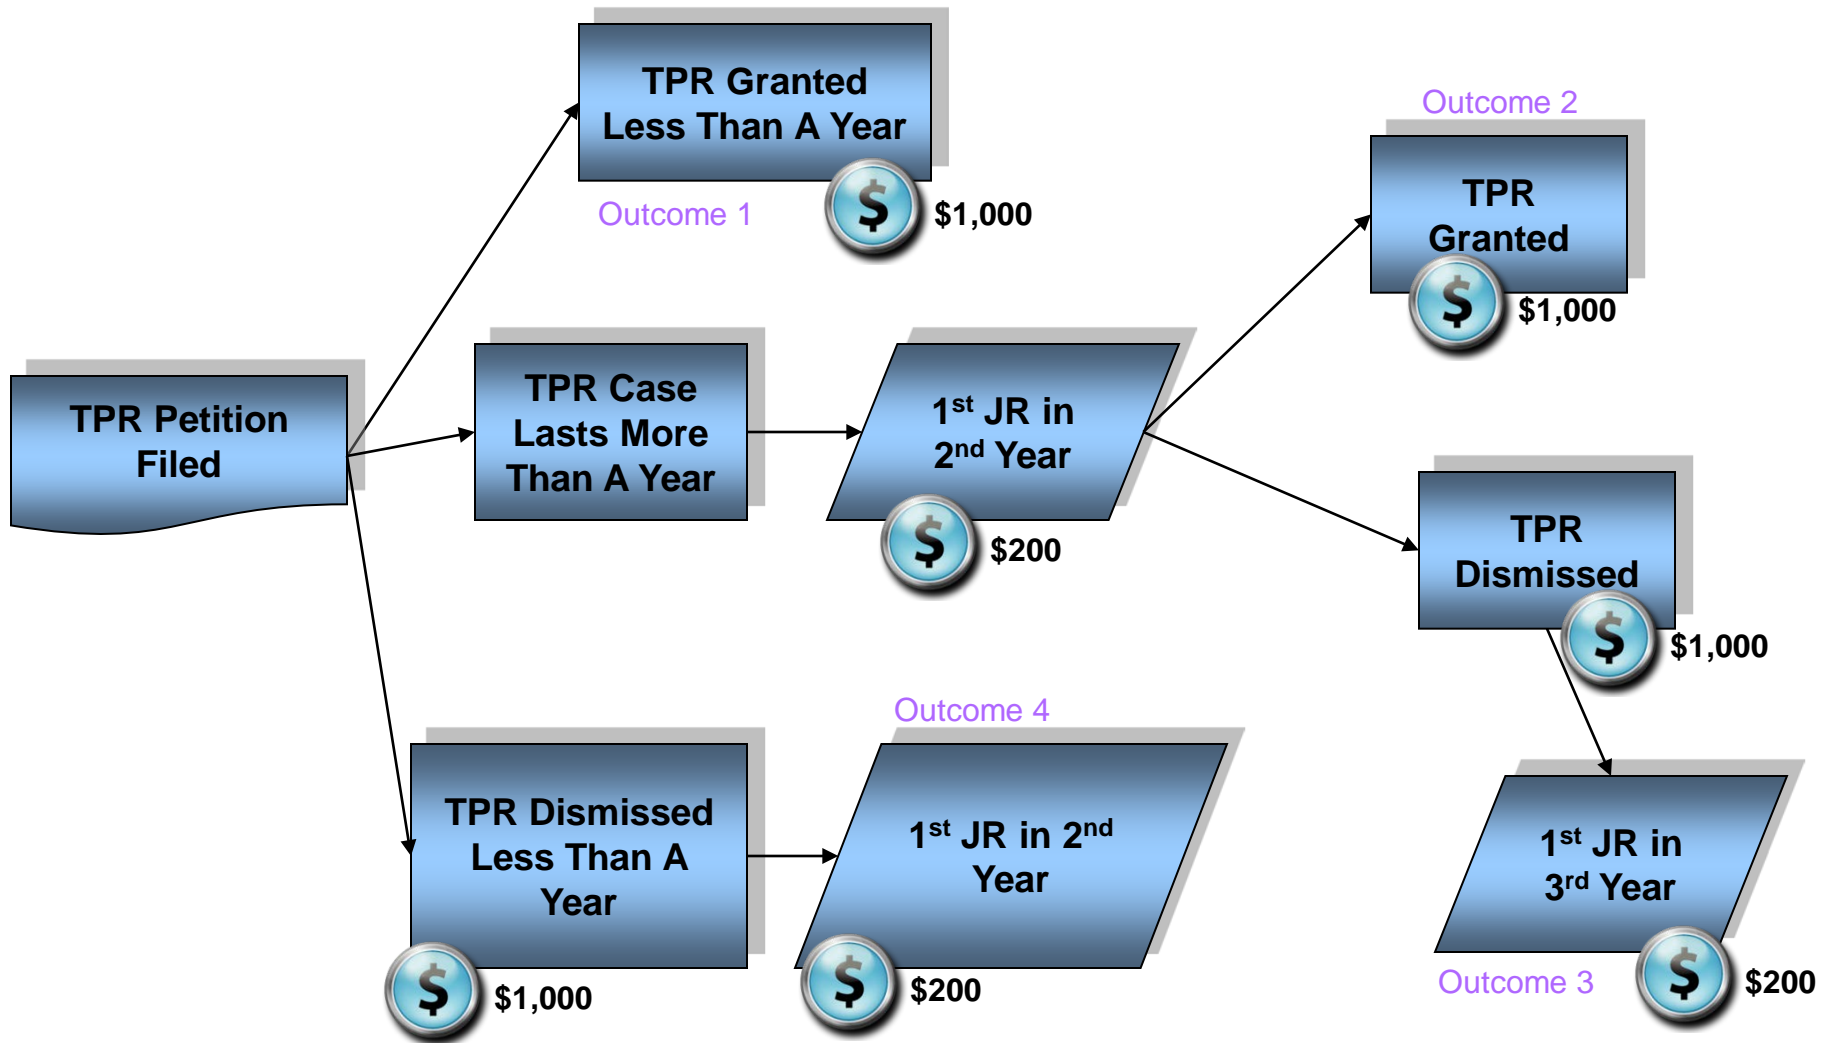 TPR Granted
Less Than A Year
Outcome 1
$1,000
Outcome 2
TPR
Granted
$1,000
TPR Petition
Filed
TPR Case
Lasts More
Than A Year
1st JR in
2nd Year
$200
TPR
Dismissed
$1,000
Outcome 4
TPR Dismissed
Less Than A
Year
$1,000
1st JR in 2nd
Year
$200
1st JR in
3rd Year
Outcome 3
$200